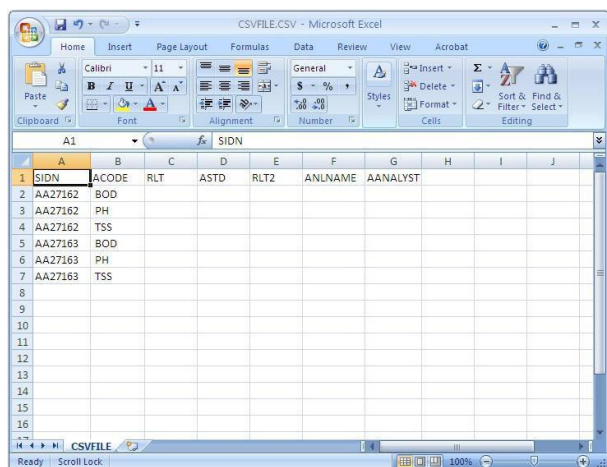 CSVFILE.CSV - Microsoft Excel
Home Insert Page Layout Formulas Data Review View Acrobat
Calibri 11 General Insert
Paste B I U A A $ % , Styles Delete Sort & Find &
A Format Filter Select
Clipboard Font Alignment Number Cells Editing
A1 fx SIDN
A B C D E F G H I J
1 SIDN ACODE RLT ASTD RLT2 ANLNAME AANALYST
2 AA27162 BOD
3 AA27162 PH
4 AA27162 TSS
5 AA27163 BOD
6 AA27163 PH
7 AA27163 TSS
8
9
10
11
12
13
14
15
16
CSVFILE
Ready Scroll Lock 100%